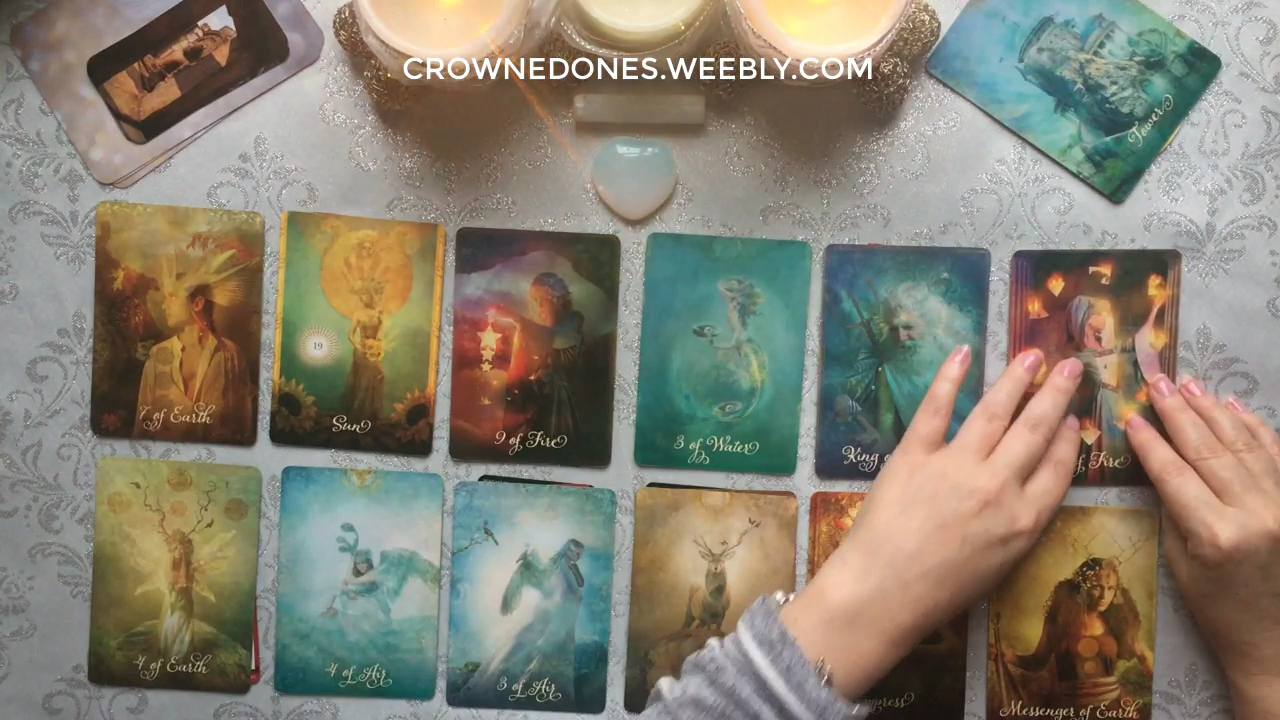 CROWNEDONES.WEEBLY.COM
Tower
7 of Earth
19
Sun
9 of Fire
3 of Water
King
of Fire
4 of Earth
4 of Air
3 of Air
Messenger of Earth